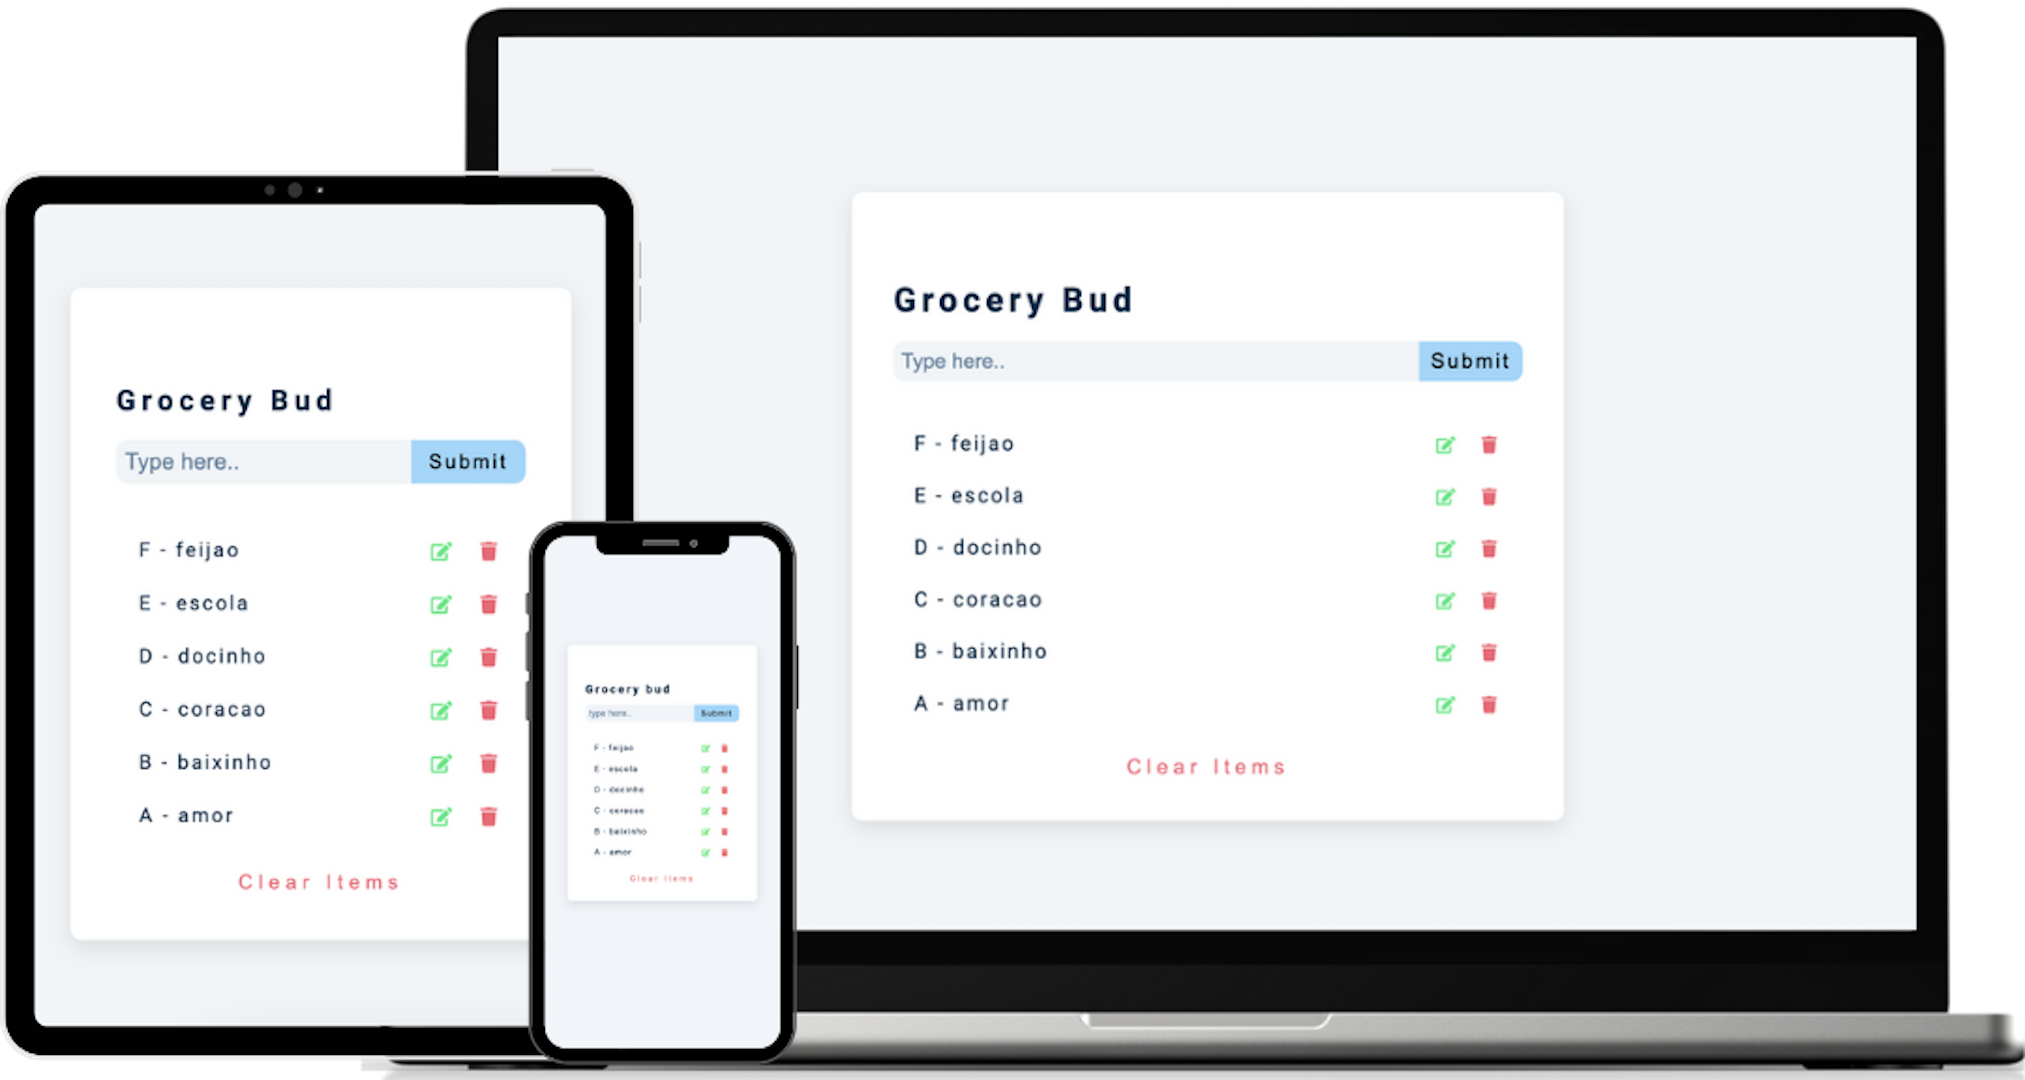 Grocery Bud
Type here..
Submit
F - feijao
E - escola
D - docinho
C - coracao
B - baixinho
A - amor
Clear Items
Grocery bud
type here..
Submit
F - feijao
E - escola
D - docinho
C - coracao
B - baixinho
A - amor
Clear Items
Grocery Bud
Type here..
Submit
F - feijao
E - escola
D - docinho
C - coracao
B - baixinho
A - amor
Clear Items